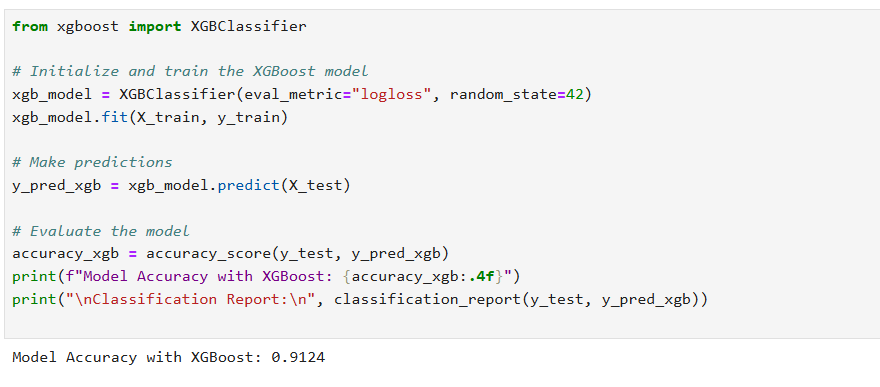 from xgboost import XGBClassifier
# Initialize and train the XGBoost model
xgb_model = XGBClassifier(eval_metric="logloss", random_state=42)
xgb_model.fit(X_train, y_train)
# Make predictions
y_pred_xgb = xgb_model.predict(X_test)
# Evaluate the model
accuracy_xgb = accuracy_score(y_test, y_pred_xgb)
print(f"Model Accuracy with XGBoost: {accuracy_xgb:.4f}")
print("\nClassification Report:\n", classification_report(y_test, y_pred_xgb))
Model Accuracy with XGBoost: 0.9124